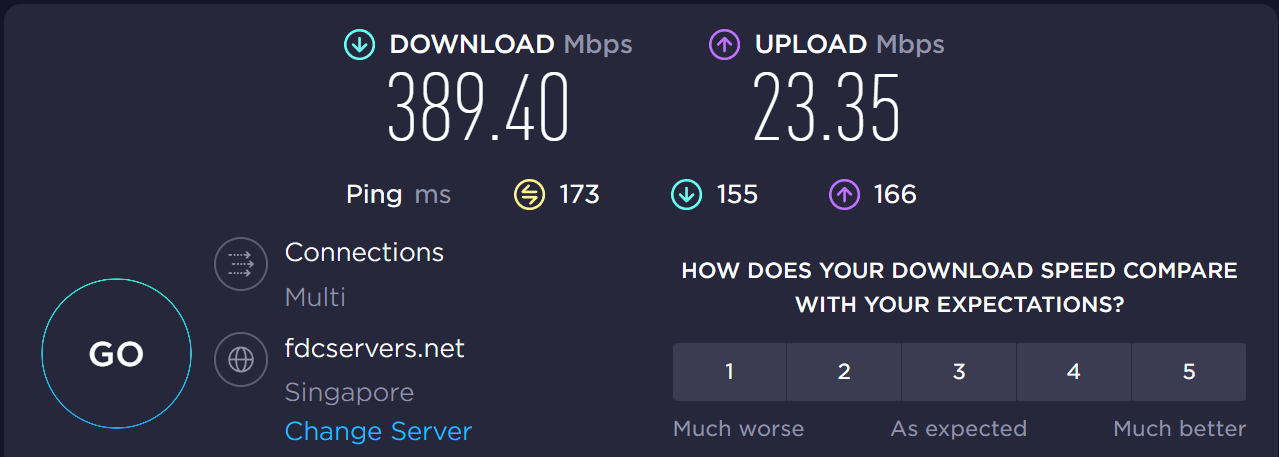 DOWNLOAD Mbps
389.40
UPLOAD Mbps
23.35
Ping ms 173 155 166
GO
Connections
Multi
fdcservers.net
Singapore
Change Server
HOW DOES YOUR DOWNLOAD SPEED COMPARE
WITH YOUR EXPECTATIONS?
1 2 3 4 5
Much worse As expected Much better